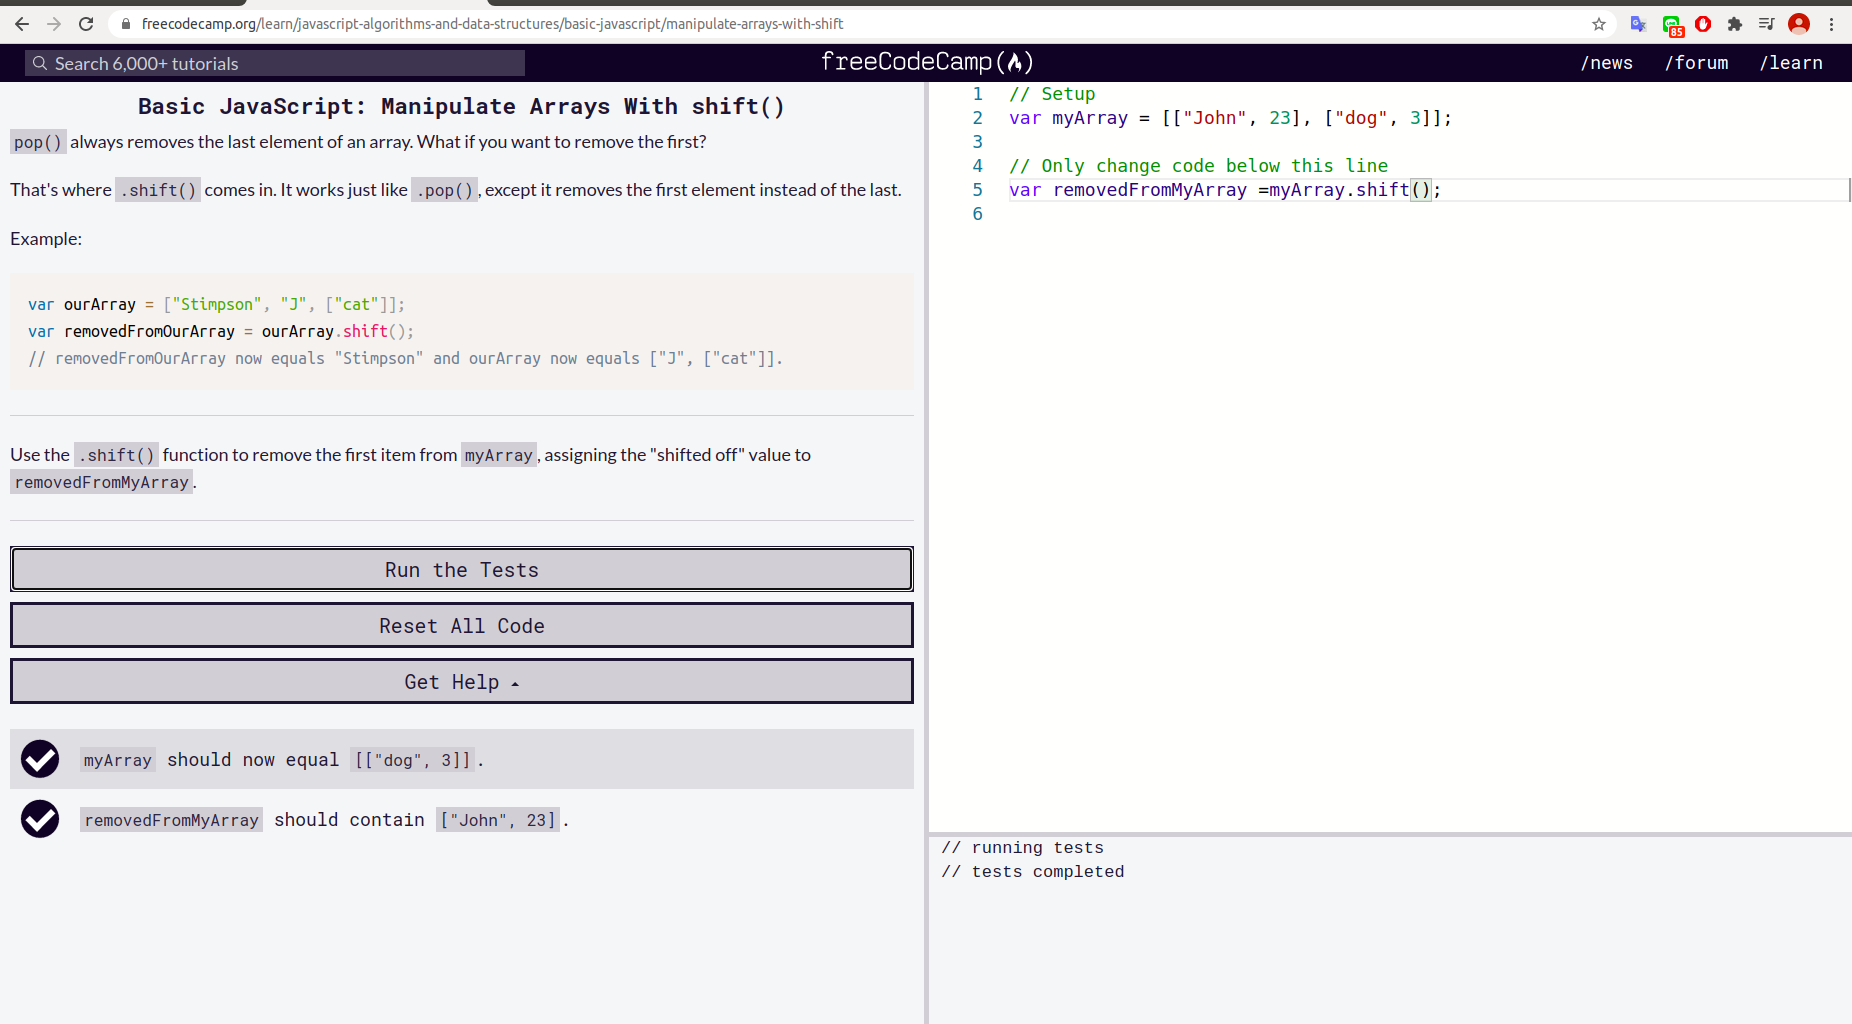 freecodecamp.org/learn/javascript-algorithms-and-data-structures/basic-javascript/manipulate-arrays-with-shift
85
Search 6,000+ tutorials
freeCodeCamp(🔥)
/news /forum /learn
Basic JavaScript: Manipulate Arrays With shift()
pop() always removes the last element of an array. What if you want to remove the first?
That's where .shift() comes in. It works just like .pop(), except it removes the first element instead of the last.
Example:
var ourArray = ["Stimpson", "J", ["cat"]];
var removedFromOurArray = ourArray.shift();
// removedFromOurArray now equals "Stimpson" and ourArray now equals ["J", ["cat"]].
Use the .shift() function to remove the first item from myArray, assigning the "shifted off" value to
removedFromMyArray.
Run the Tests
Reset All Code
Get Help
myArray should now equal [["dog", 3]].
removedFromMyArray should contain ["John", 23].
1 // Setup
2 var myArray = [["John", 23], ["dog", 3]];
3
4 // Only change code below this line
5 var removedFromMyArray =myArray.shift();
6
// running tests
// tests completed